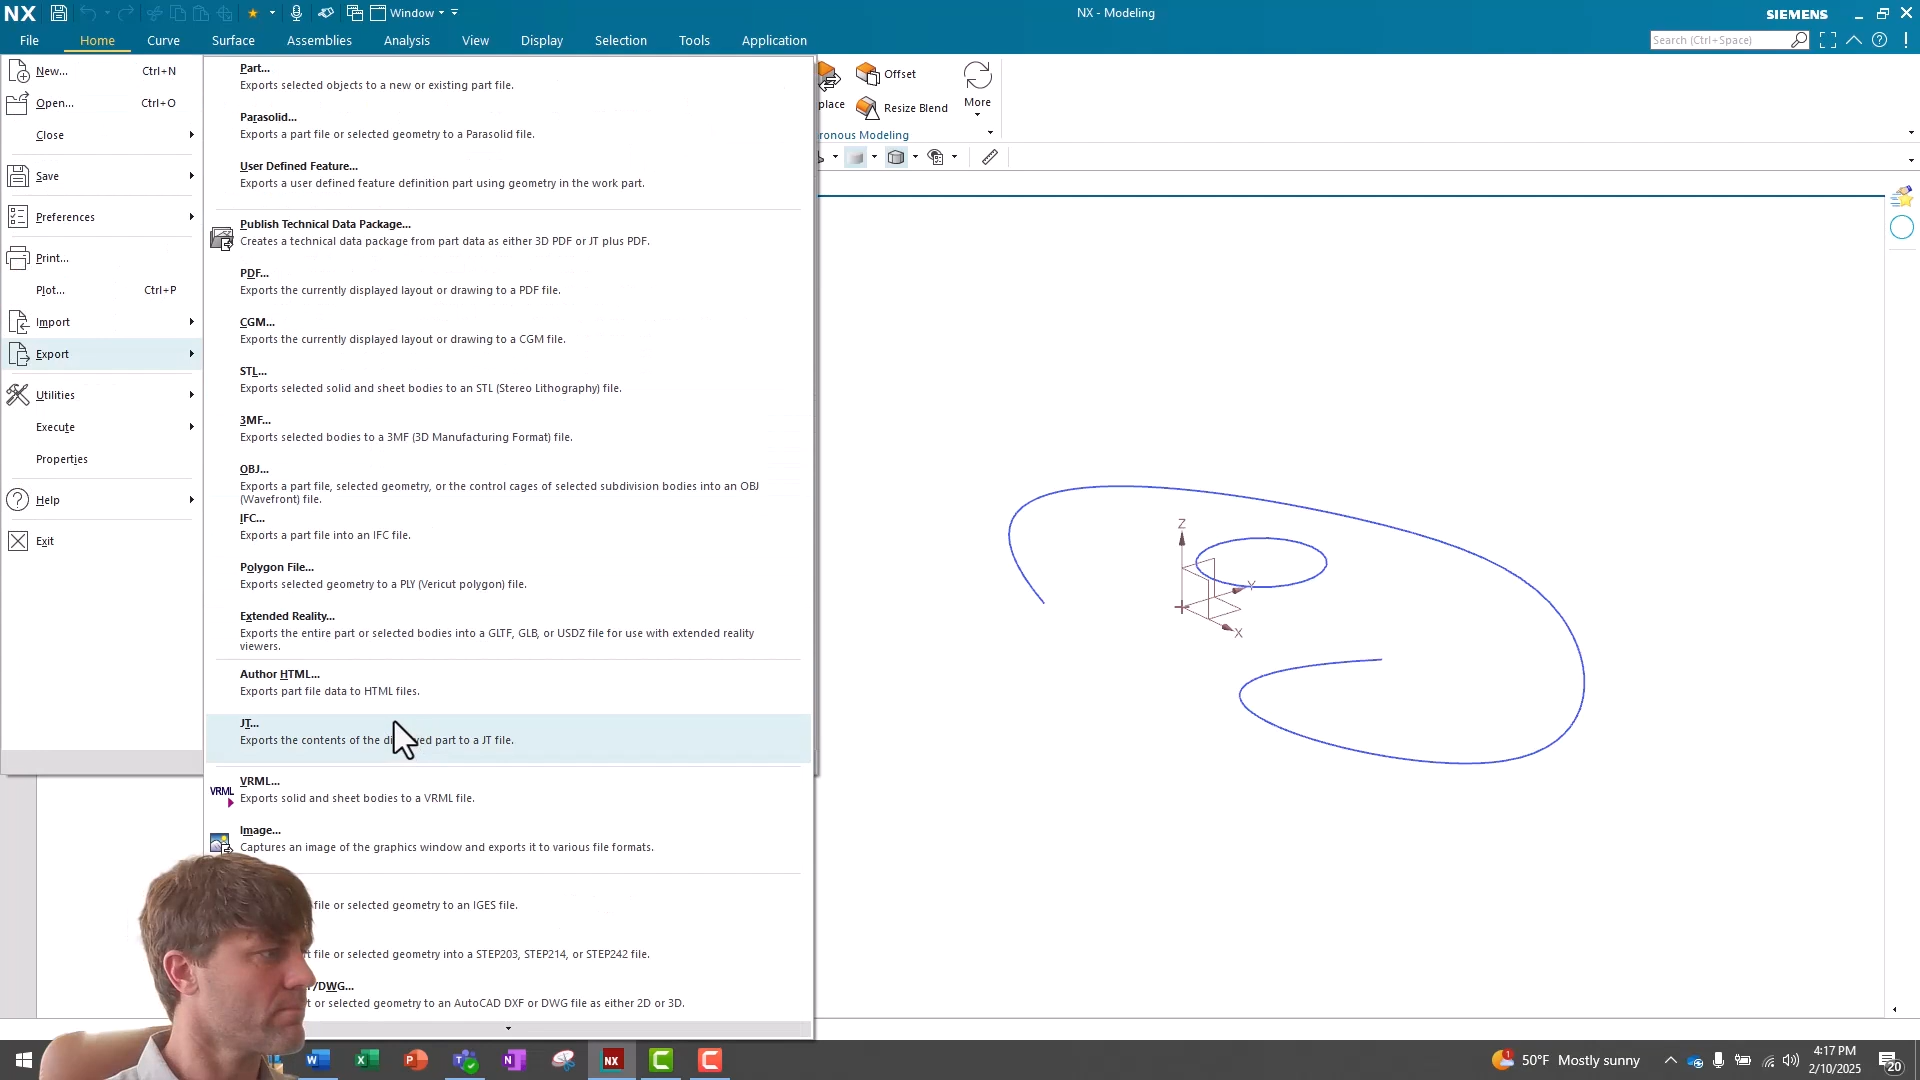 NX
Window
NX - Modeling
SIEMENS
File
Home
Curve
Surface
Assemblies
Analysis
View
Display
Selection
Tools
Application
Search (Ctrl+Space)
New... Ctrl+N
Open... Ctrl+O
Close
Save
Preferences
Print...
Plot... Ctrl+P
Import
Export
Utilities
Execute
Properties
Help
Exit
Part...
Exports selected objects to a new or existing part file.
Parasolid...
Exports a part file or selected geometry to a Parasolid file.
User Defined Feature...
Exports a user defined feature definition part using geometry in the work part.
Publish Technical Data Package...
Creates a technical data package from part data as either 3D PDF or JT plus PDF.
PDF...
Exports the currently displayed layout or drawing to a PDF file.
CGM...
Exports the currently displayed layout or drawing to a CGM file.
STL...
Exports selected solid and sheet bodies to an STL (Stereo Lithography) file.
3MF...
Exports selected bodies to a 3MF (3D Manufacturing Format) file.
OBJ...
Exports a part file, selected geometry, or the control cages of selected subdivision bodies into an OBJ
(Wavefront) file.
IFC...
Exports a part file into an IFC file.
Polygon File...
Exports selected geometry to a PLY (Vericut polygon) file.
Extended Reality...
Exports the entire part or selected bodies into a GLTF, GLB, or USDZ file for use with extended reality
viewers.
Author HTML...
Exports part file data to HTML files.
JT...
Exports the contents of the di yed part to a JT file.
VRML
VRML...
Exports solid and sheet bodies to a VRML file.
Image...
Captures an image of the graphics window and exports it to various file formats.
file or selected geometry to an IGES file.
t file or selected geometry into a STEP203, STEP214, or STEP242 file.
/DWG...
t or selected geometry to an AutoCAD DXF or DWG file as either 2D or 3D.
place
Offset
Resize Blend
More
ronous Modeling
Z
Y
X
NX
1
50°F Mostly sunny
4:17 PM
2/10/2025
20